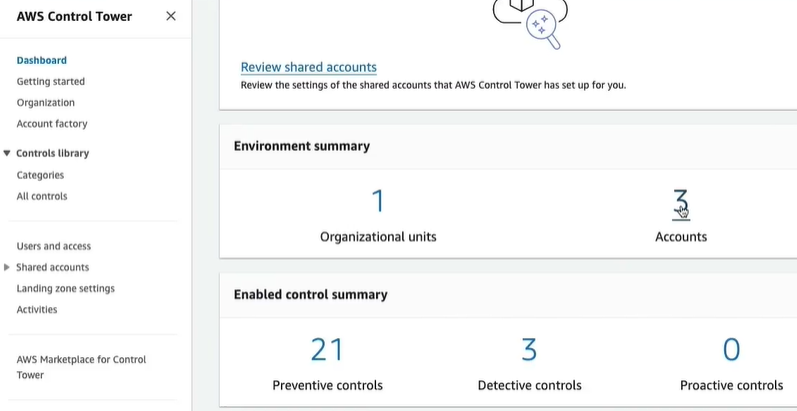 AWS Control Tower
Dashboard
Getting started
Organization
Account factory
Controls library
Categories
All controls
Users and access
Shared accounts
Landing zone settings
Activities
AWS Marketplace for Control
Tower
Review shared accounts
Review the settings of the shared accounts that AWS Control Tower has set up for you.
Environment summary
1
Organizational units
3
Accounts
Enabled control summary
21
Preventive controls
3
Detective controls
0
Proactive controls